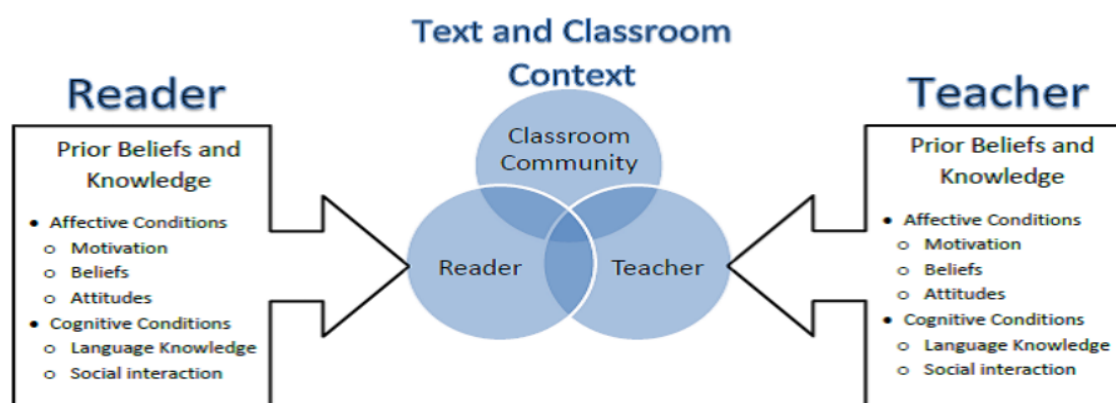 Text and Classroom
Context
Reader
Prior Beliefs and
Knowledge
• Affective Conditions
o Motivation
o Beliefs
o Attitudes
• Cognitive Conditions
o Language Knowledge
o Social interaction
Classroom
Community
Reader
Teacher
Teacher
Prior Beliefs and
Knowledge
• Affective Conditions
o Motivation
o Beliefs
o Attitudes
• Cognitive Conditions
o Language Knowledge
o Social interaction